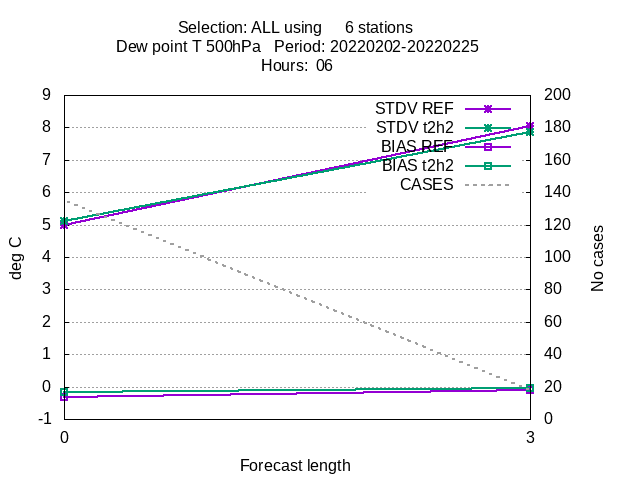 Selection: ALL using 6 stations
Dew point T 500hPa Period: 20220202-20220225
Hours: 06
9 200
8 180
7 160
6 140
5 120
4 100
3 80
2 60
1 40
0 20
-1 0
STDV REF
STDV t2h2
BIAS REF
BIAS t2h2
CASES
deg C
No cases
0 3
Forecast length